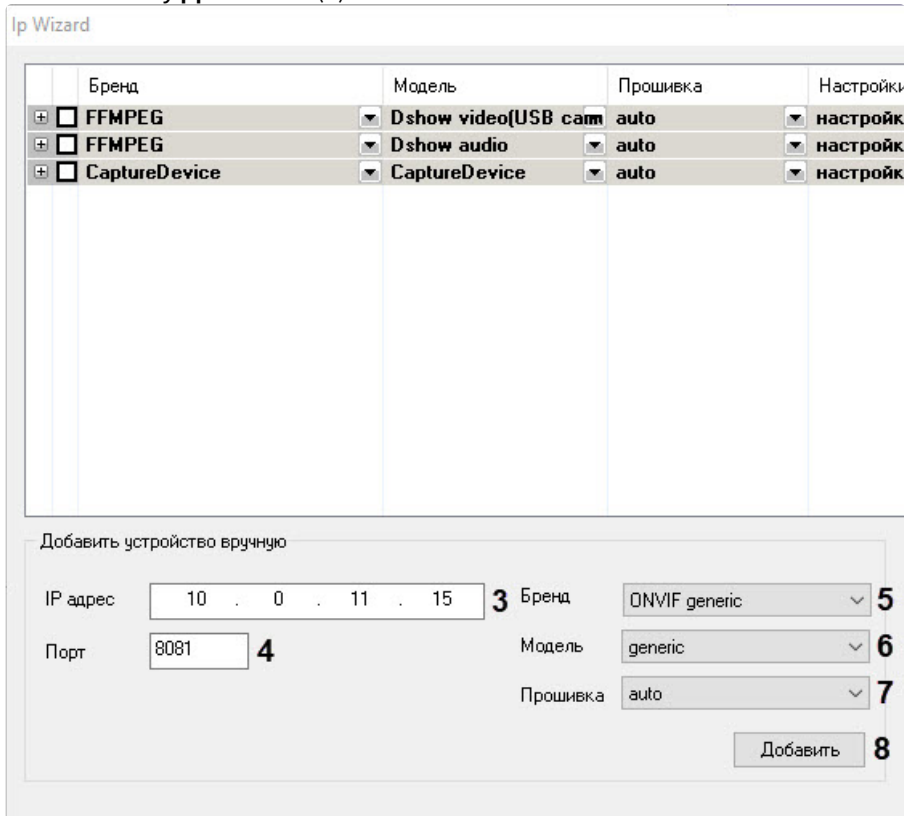 Ip Wizard
Бренд Модель Прошивка Настройки
FFMPEG Dshow video(USB cam auto настройк
FFMPEG Dshow audio auto настройк
CaptureDevice CaptureDevice auto настройк
Добавить устройство вручную
IP адрес 10 . 0 . 11 . 15 3 Бренд ONVIF generic 5
Порт 8081 4 Модель generic 6
Прошивка auto 7
Добавить 8